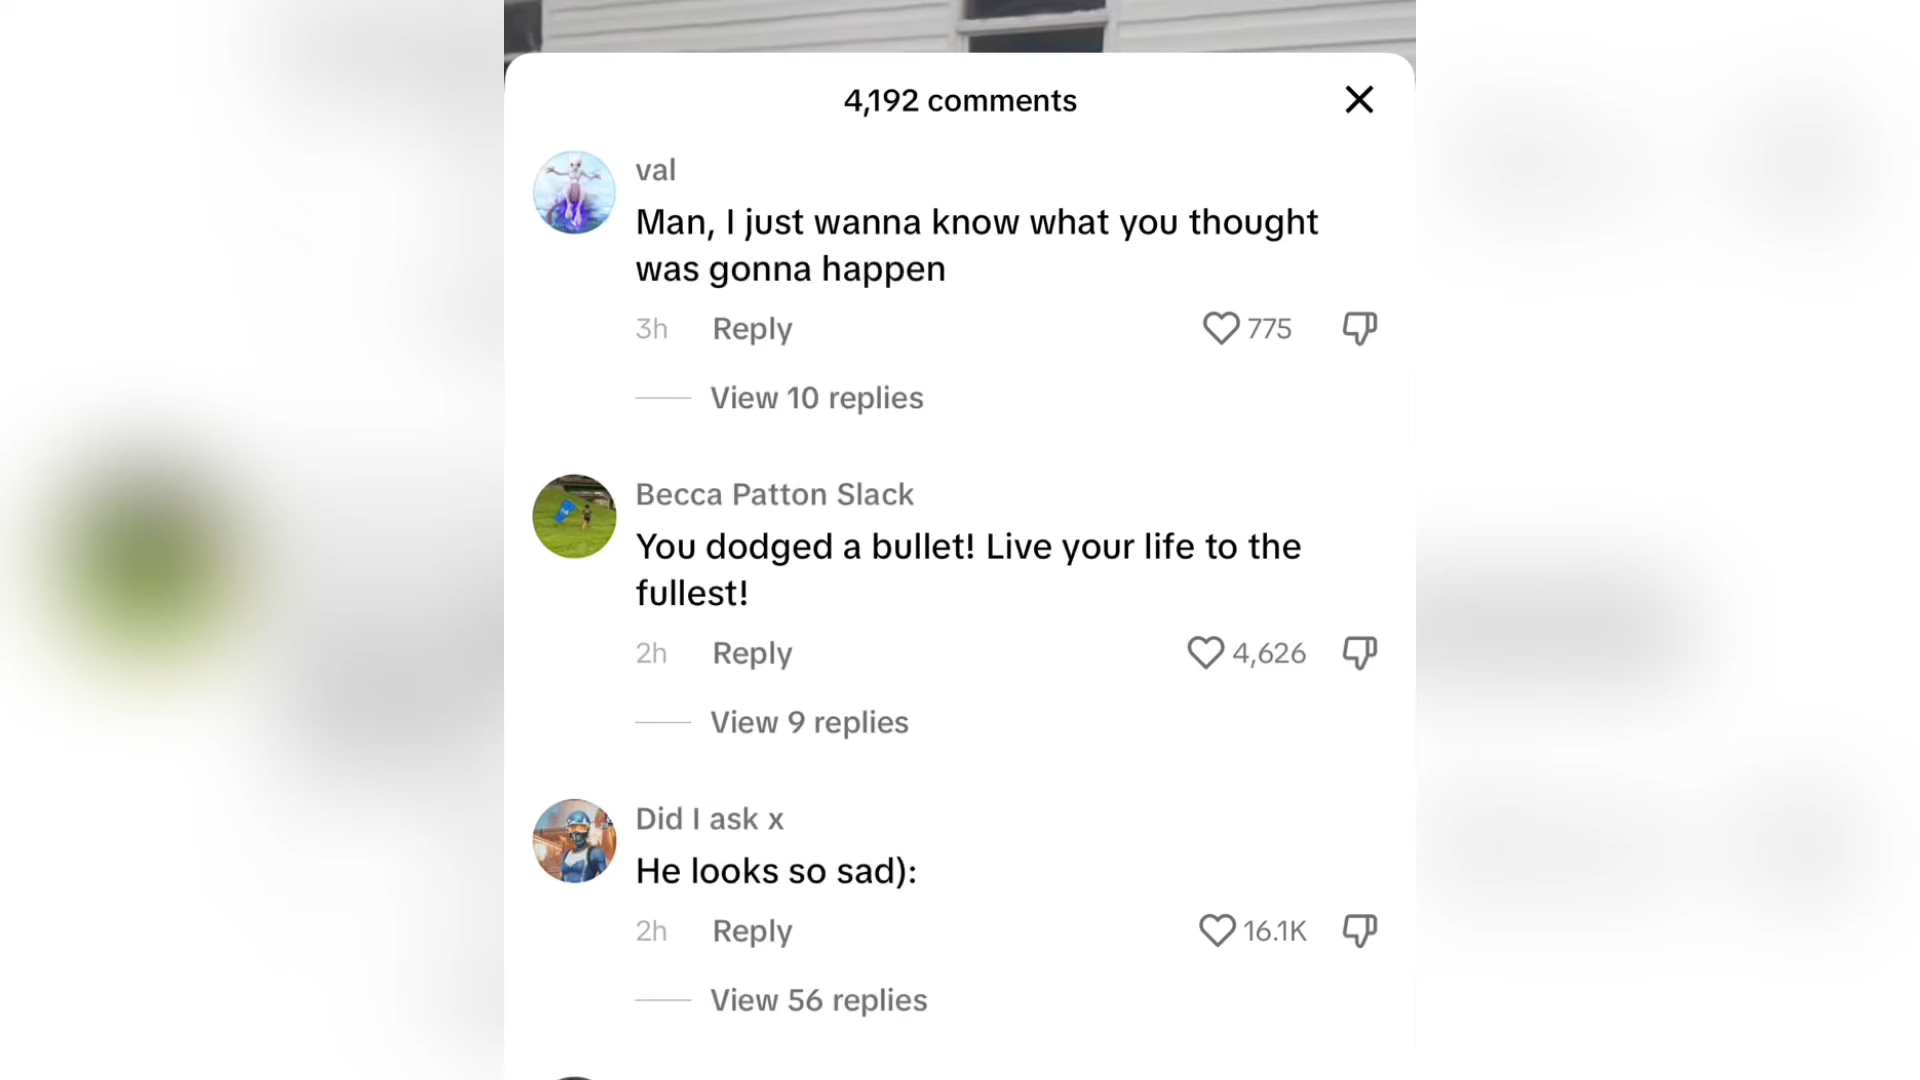 4,192 comments
val
Man, I just wanna know what you thought
was gonna happen
3h Reply 775
View 10 replies
Becca Patton Slack
You dodged a bullet! Live your life to the
fullest!
2h Reply 4,626
View 9 replies
Did I ask x
He looks so sad):
2h Reply 16.1K
View 56 replies